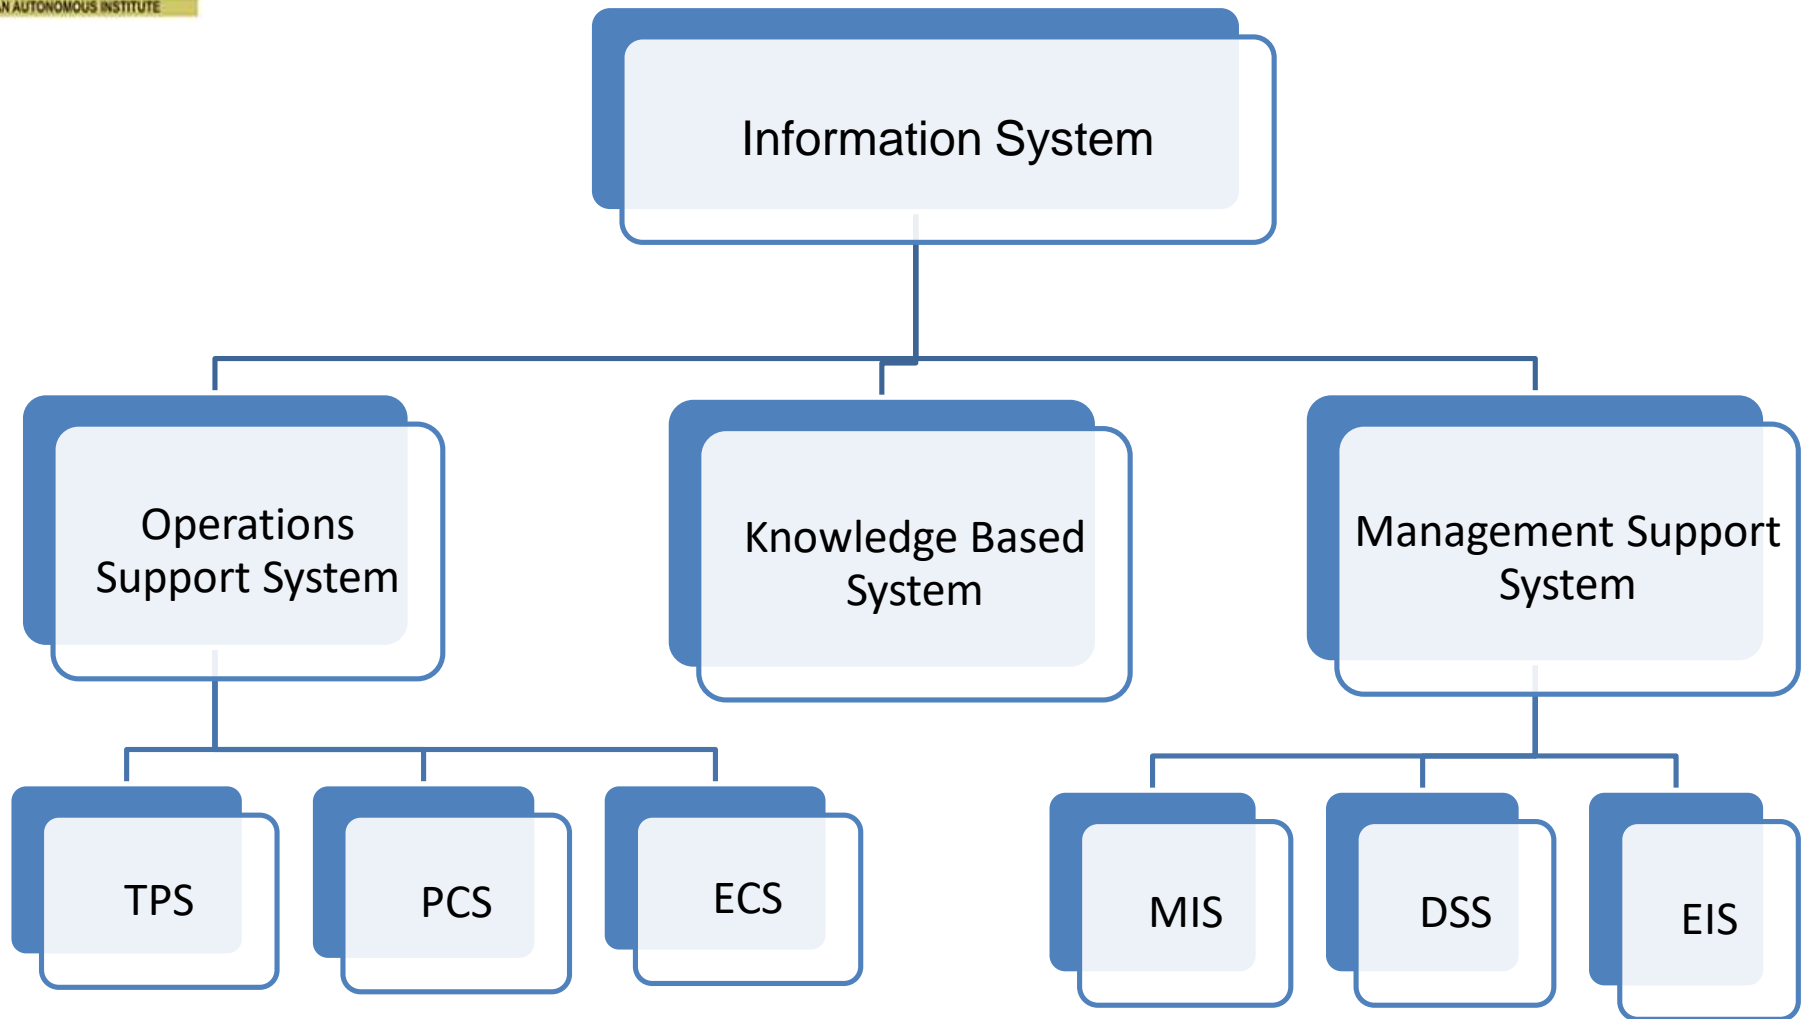 AN AUTONOMOUS INSTITUTE
Information System
Operations
Support System
Knowledge Based
System
Management Support
System
TPS
PCS
ECS
MIS
DSS
EIS